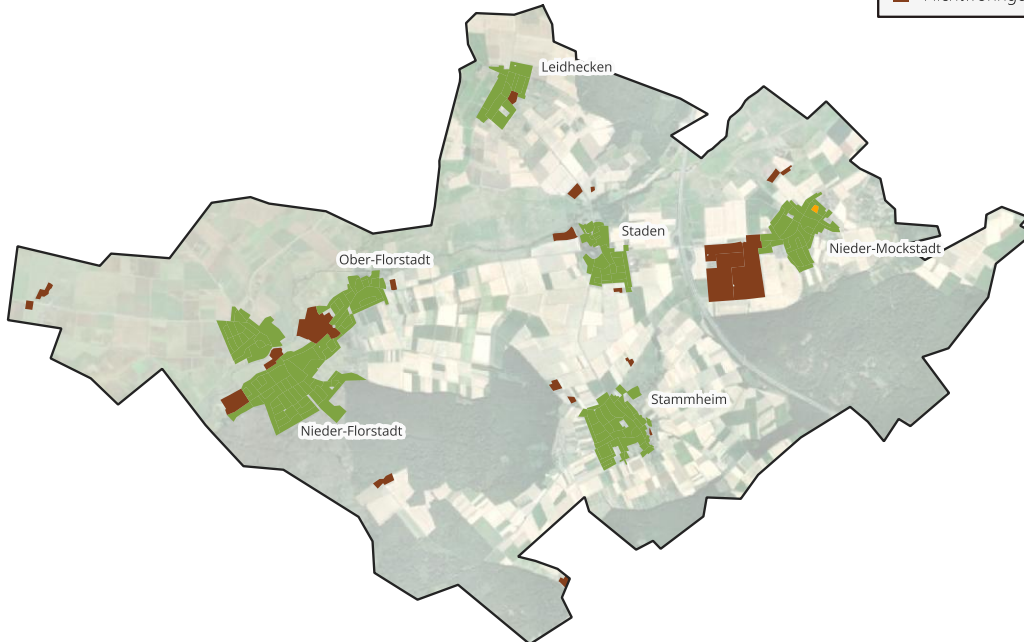 Leidhecken
Staden
Nieder-Mockstadt
Ober-Florstadt
Stammheim
Nieder-Florstadt